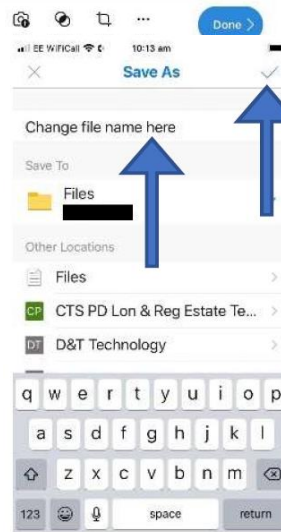 Done >
EE WiFiCall 10:13 am
Save As
Change file name here
Save To
Files
Other Locations
Files
CP CTS PD Lon & Reg Estate Te...
DT D&T Technology
q w e r t y u i o p
a s d f g h j k l
z x c v b n m
123 space return